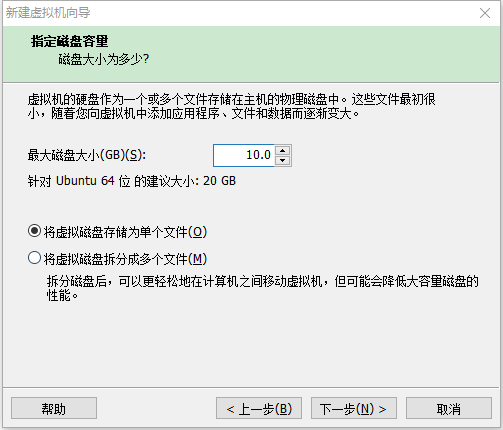 新建虚拟机向导
指定磁盘容量
磁盘大小为多少?
虚拟机的硬盘作为一个或多个文件存储在主机的物理磁盘中。这些文件最初很
小，随着您向虚拟机中添加应用程序、文件和数据而逐渐变大。
最大磁盘大小(GB)(S): 10.0
针对 Ubuntu 64 位 的建议大小: 20 GB
将虚拟磁盘存储为单个文件(O)
将虚拟磁盘拆分成多个文件(M)
拆分磁盘后，可以更轻松地在计算机之间移动虚拟机，但可能会降低大容量磁盘的
性能。
帮助 < 上一步(B) 下一步(N) > 取消